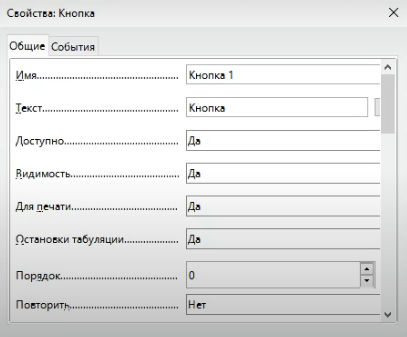 Свойства: Кнопка
Общие События
Имя............................................. Кнопка 1
Текст........................................... Кнопка
Доступно........................................ Да
Видимость....................................... Да
Для печати...................................... Да
Остановки табуляции..................... Да
Порядок......................................... 0
Повторить....................................... Нет